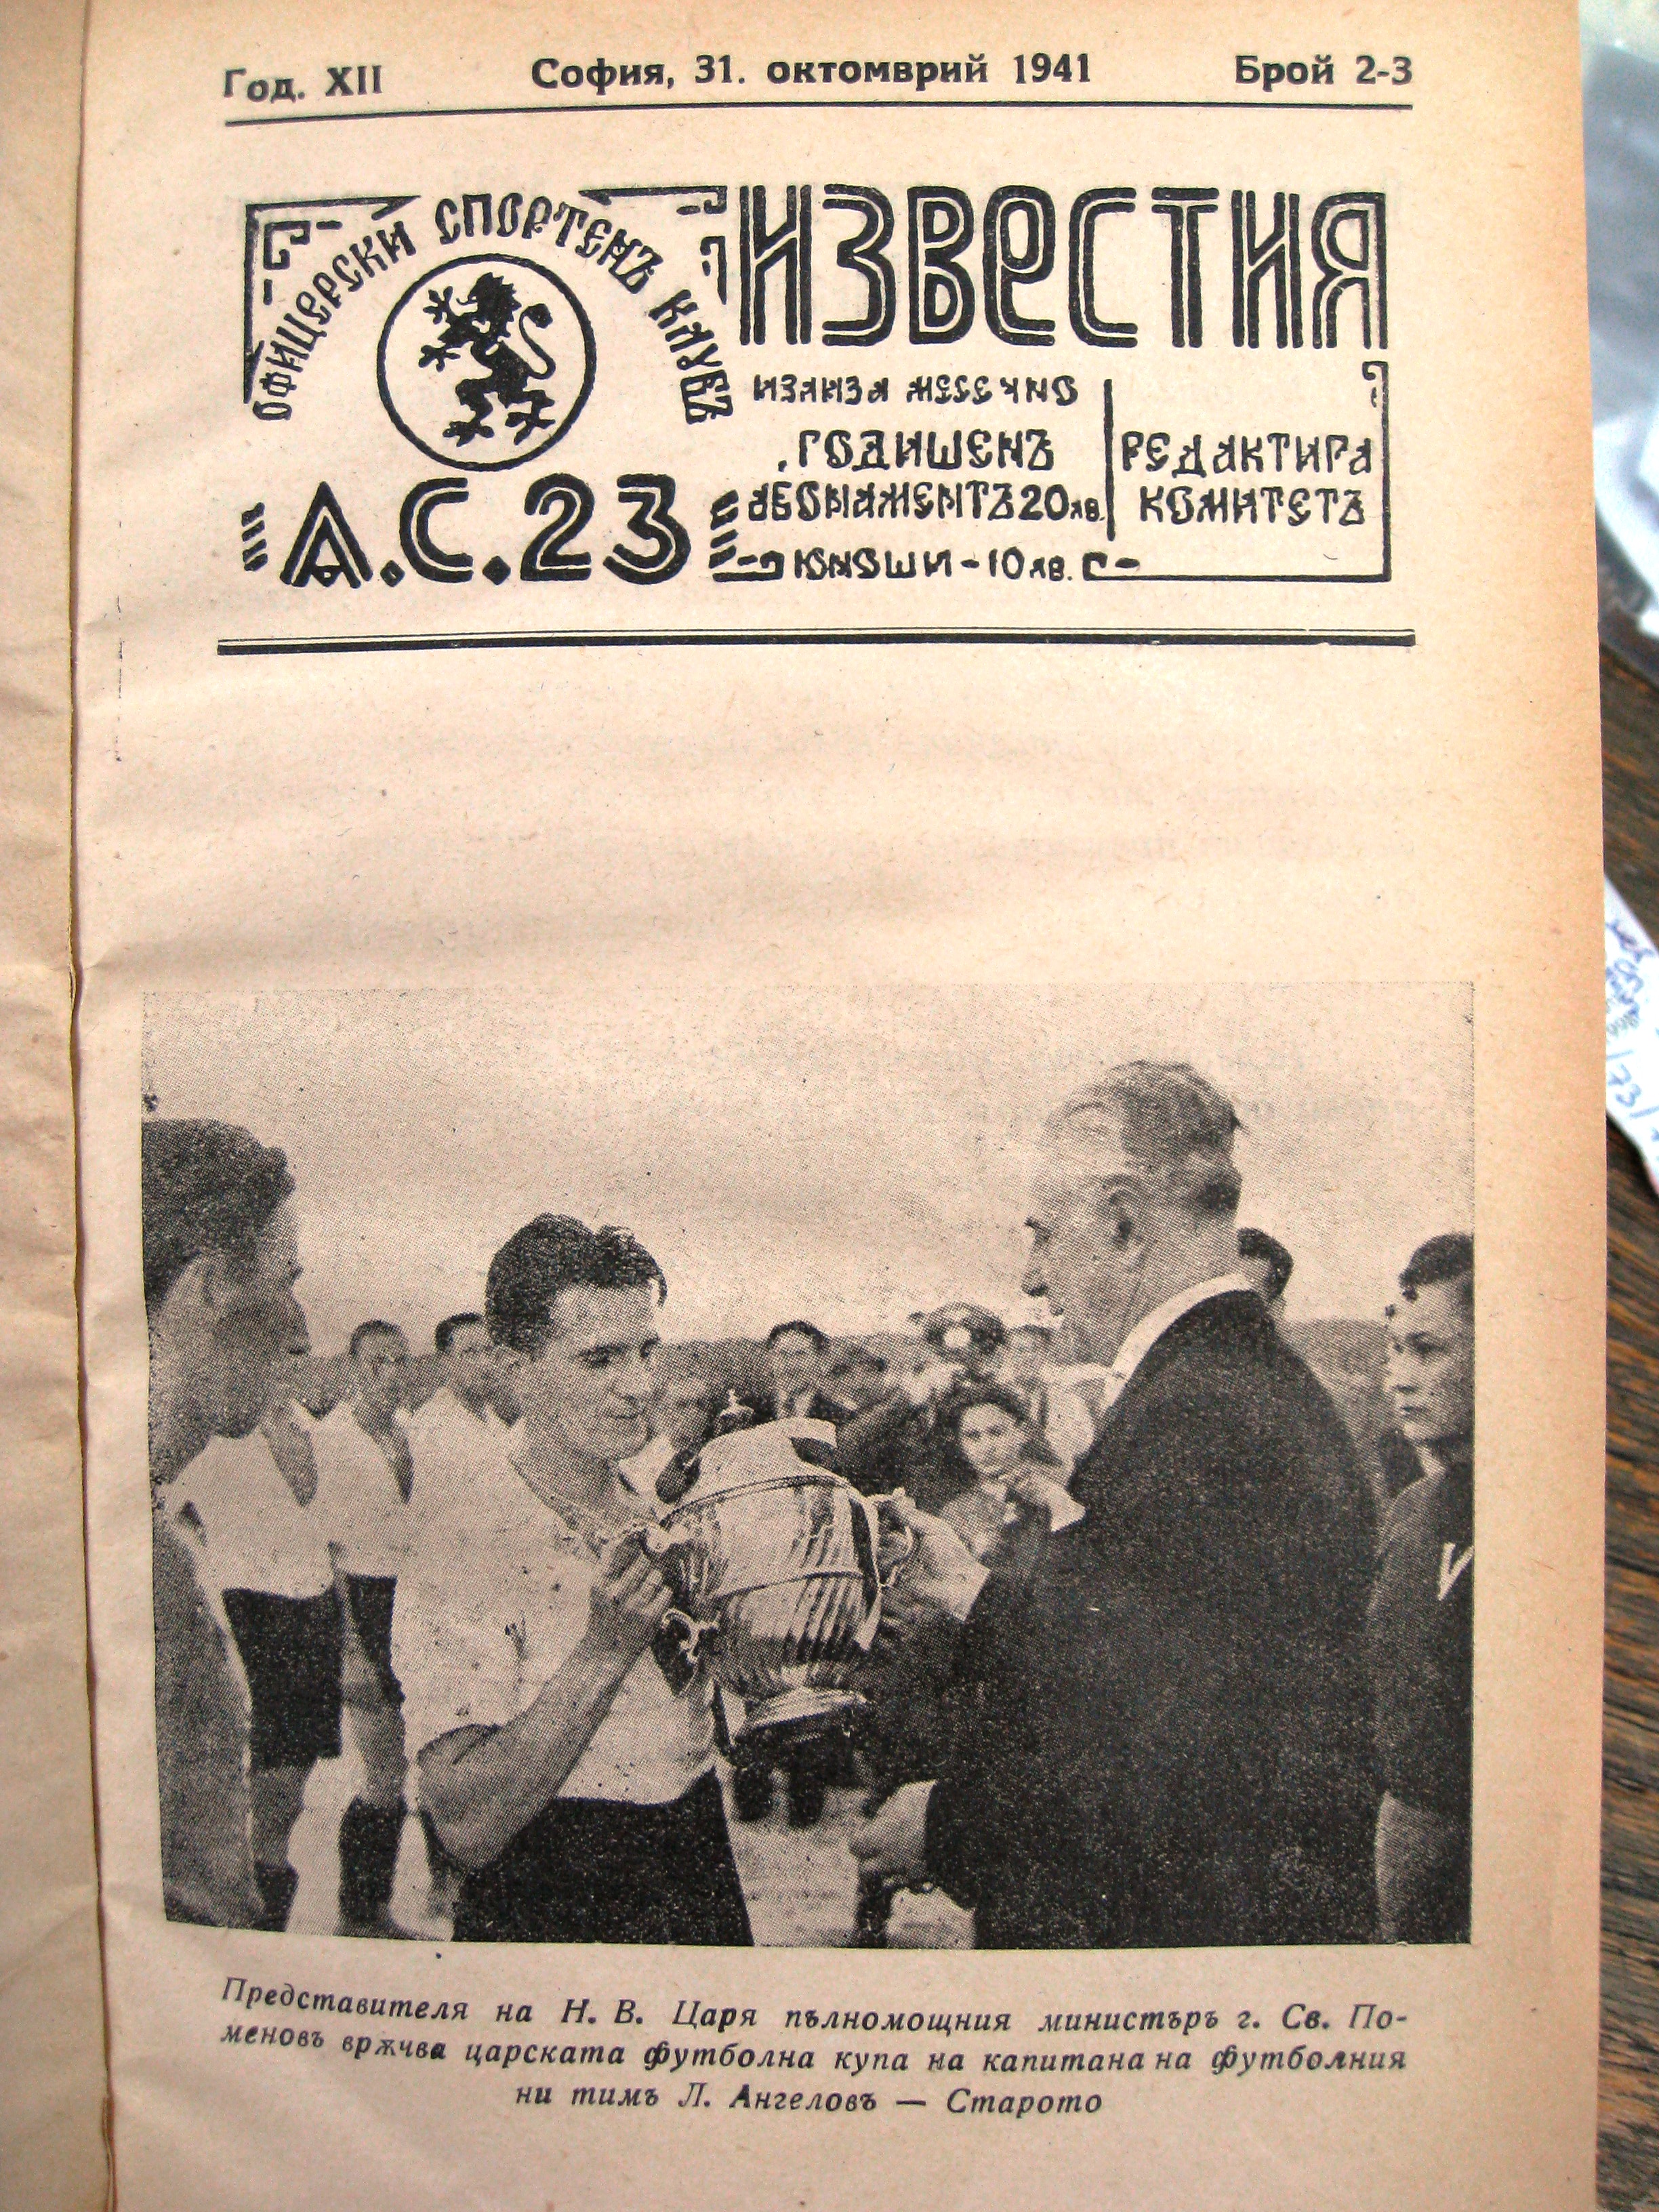 Год. XII София, 31. октомврий 1941 Брой 2-3
ОФИЦЕРСКИ СПОРТЕНЪ КЛУБЪ
А.С.23
ИЗВЕСТИЯ
ИЗЛИЗА МЕСЕЧНО
ГОДИШЕНЪ
АБОНАМЕНТЪ 20 лв.
ЮНОШИ - 10 лв.
РЕДАКТИРА
КОМИТЕТЪ
Представителя на Н. В. Царя пълномощния министъръ г. Св. По-
меновъ врѫчва царската футболна купа на капитана на футболния
ни тимъ Л. Ангеловъ — Старото